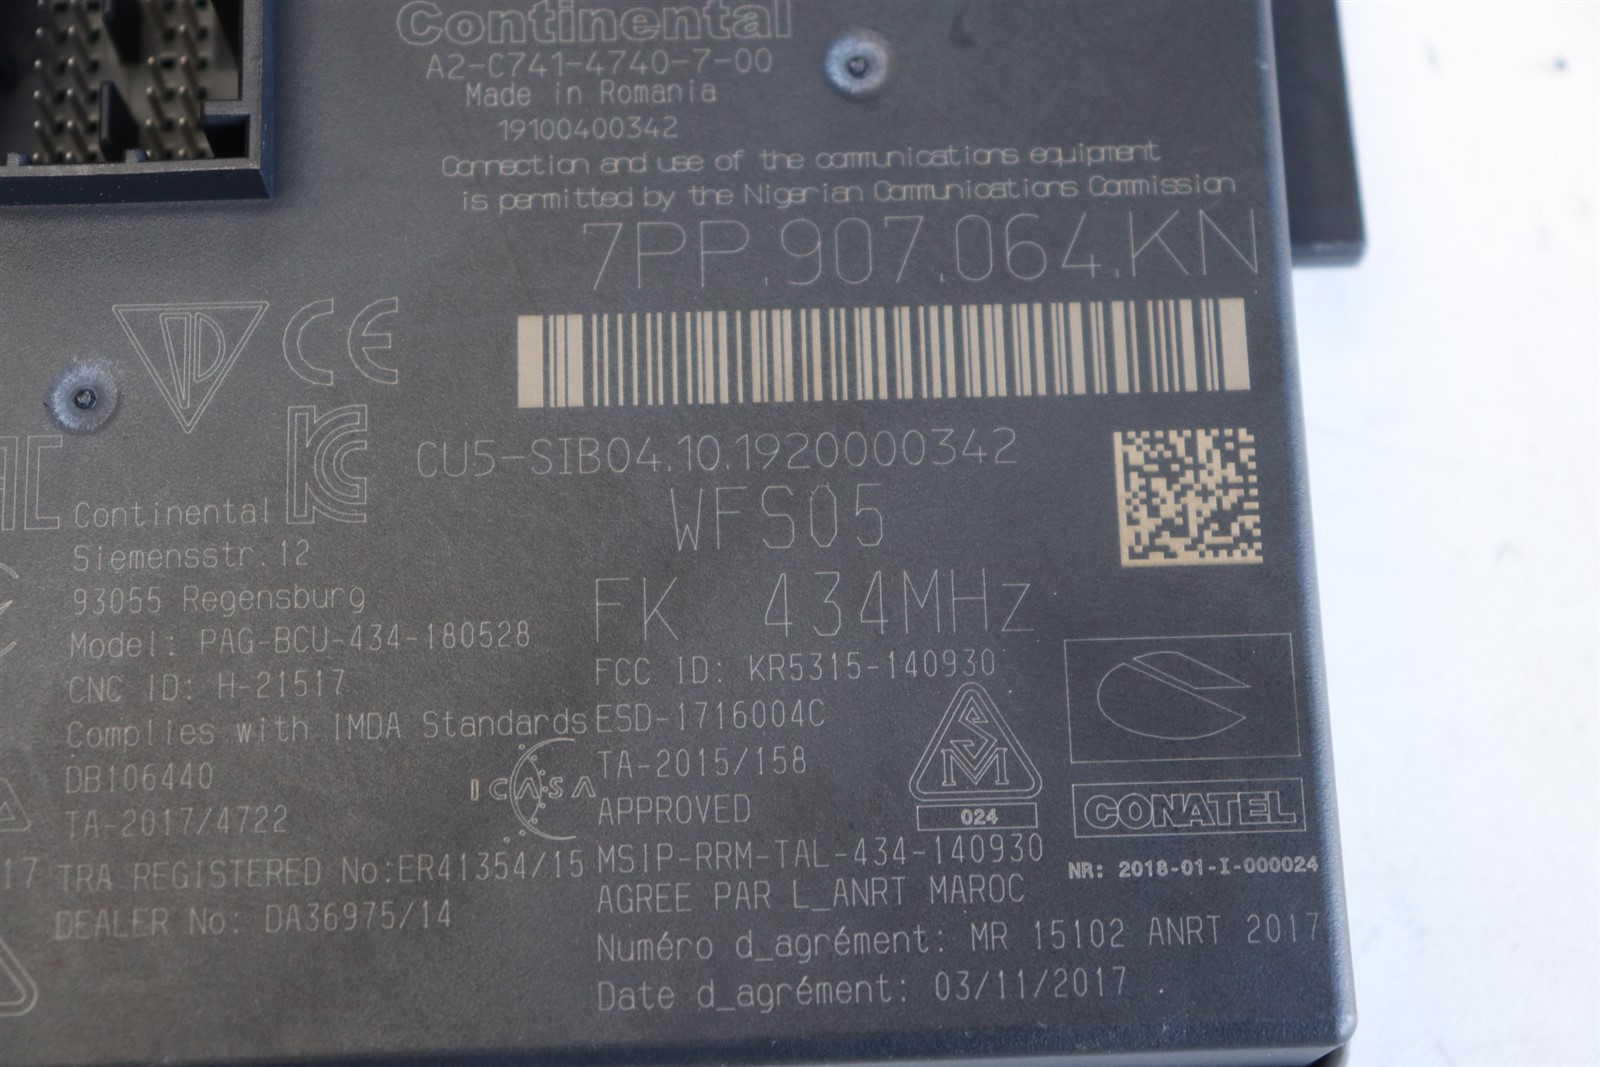 Continental
A2-C741-4740-7-00
Made in Romania
19100400342
Connection and use of the communications equipment
is permitted by the Nigerian Communications Commission
7PP.907.064.KN
CE
CU5-SIB04.10.1920000342
WFS05
FK 434MHz
Continental
Siemensstr.12
93055 Regensburg
Model: PAG-BCU-434-180528
CNC ID: H-21517
Complies with IMDA Standards
DB106440
TA-2017/4722
17 TRA REGISTERED No:ER41354/15
DEALER No: DA36975/14
ICASA
FCC ID: KR5315-140930
ESD-1716004C
TA-2015/158
APPROVED
MSIP-RRM-TAL-434-140930
AGREE PAR L_ANRT MAROC
Numéro d_agrément: MR 15102 ANRT 2017
Date d_agrément: 03/11/2017
SM
024
CONATEL
NR: 2018-01-I-000024